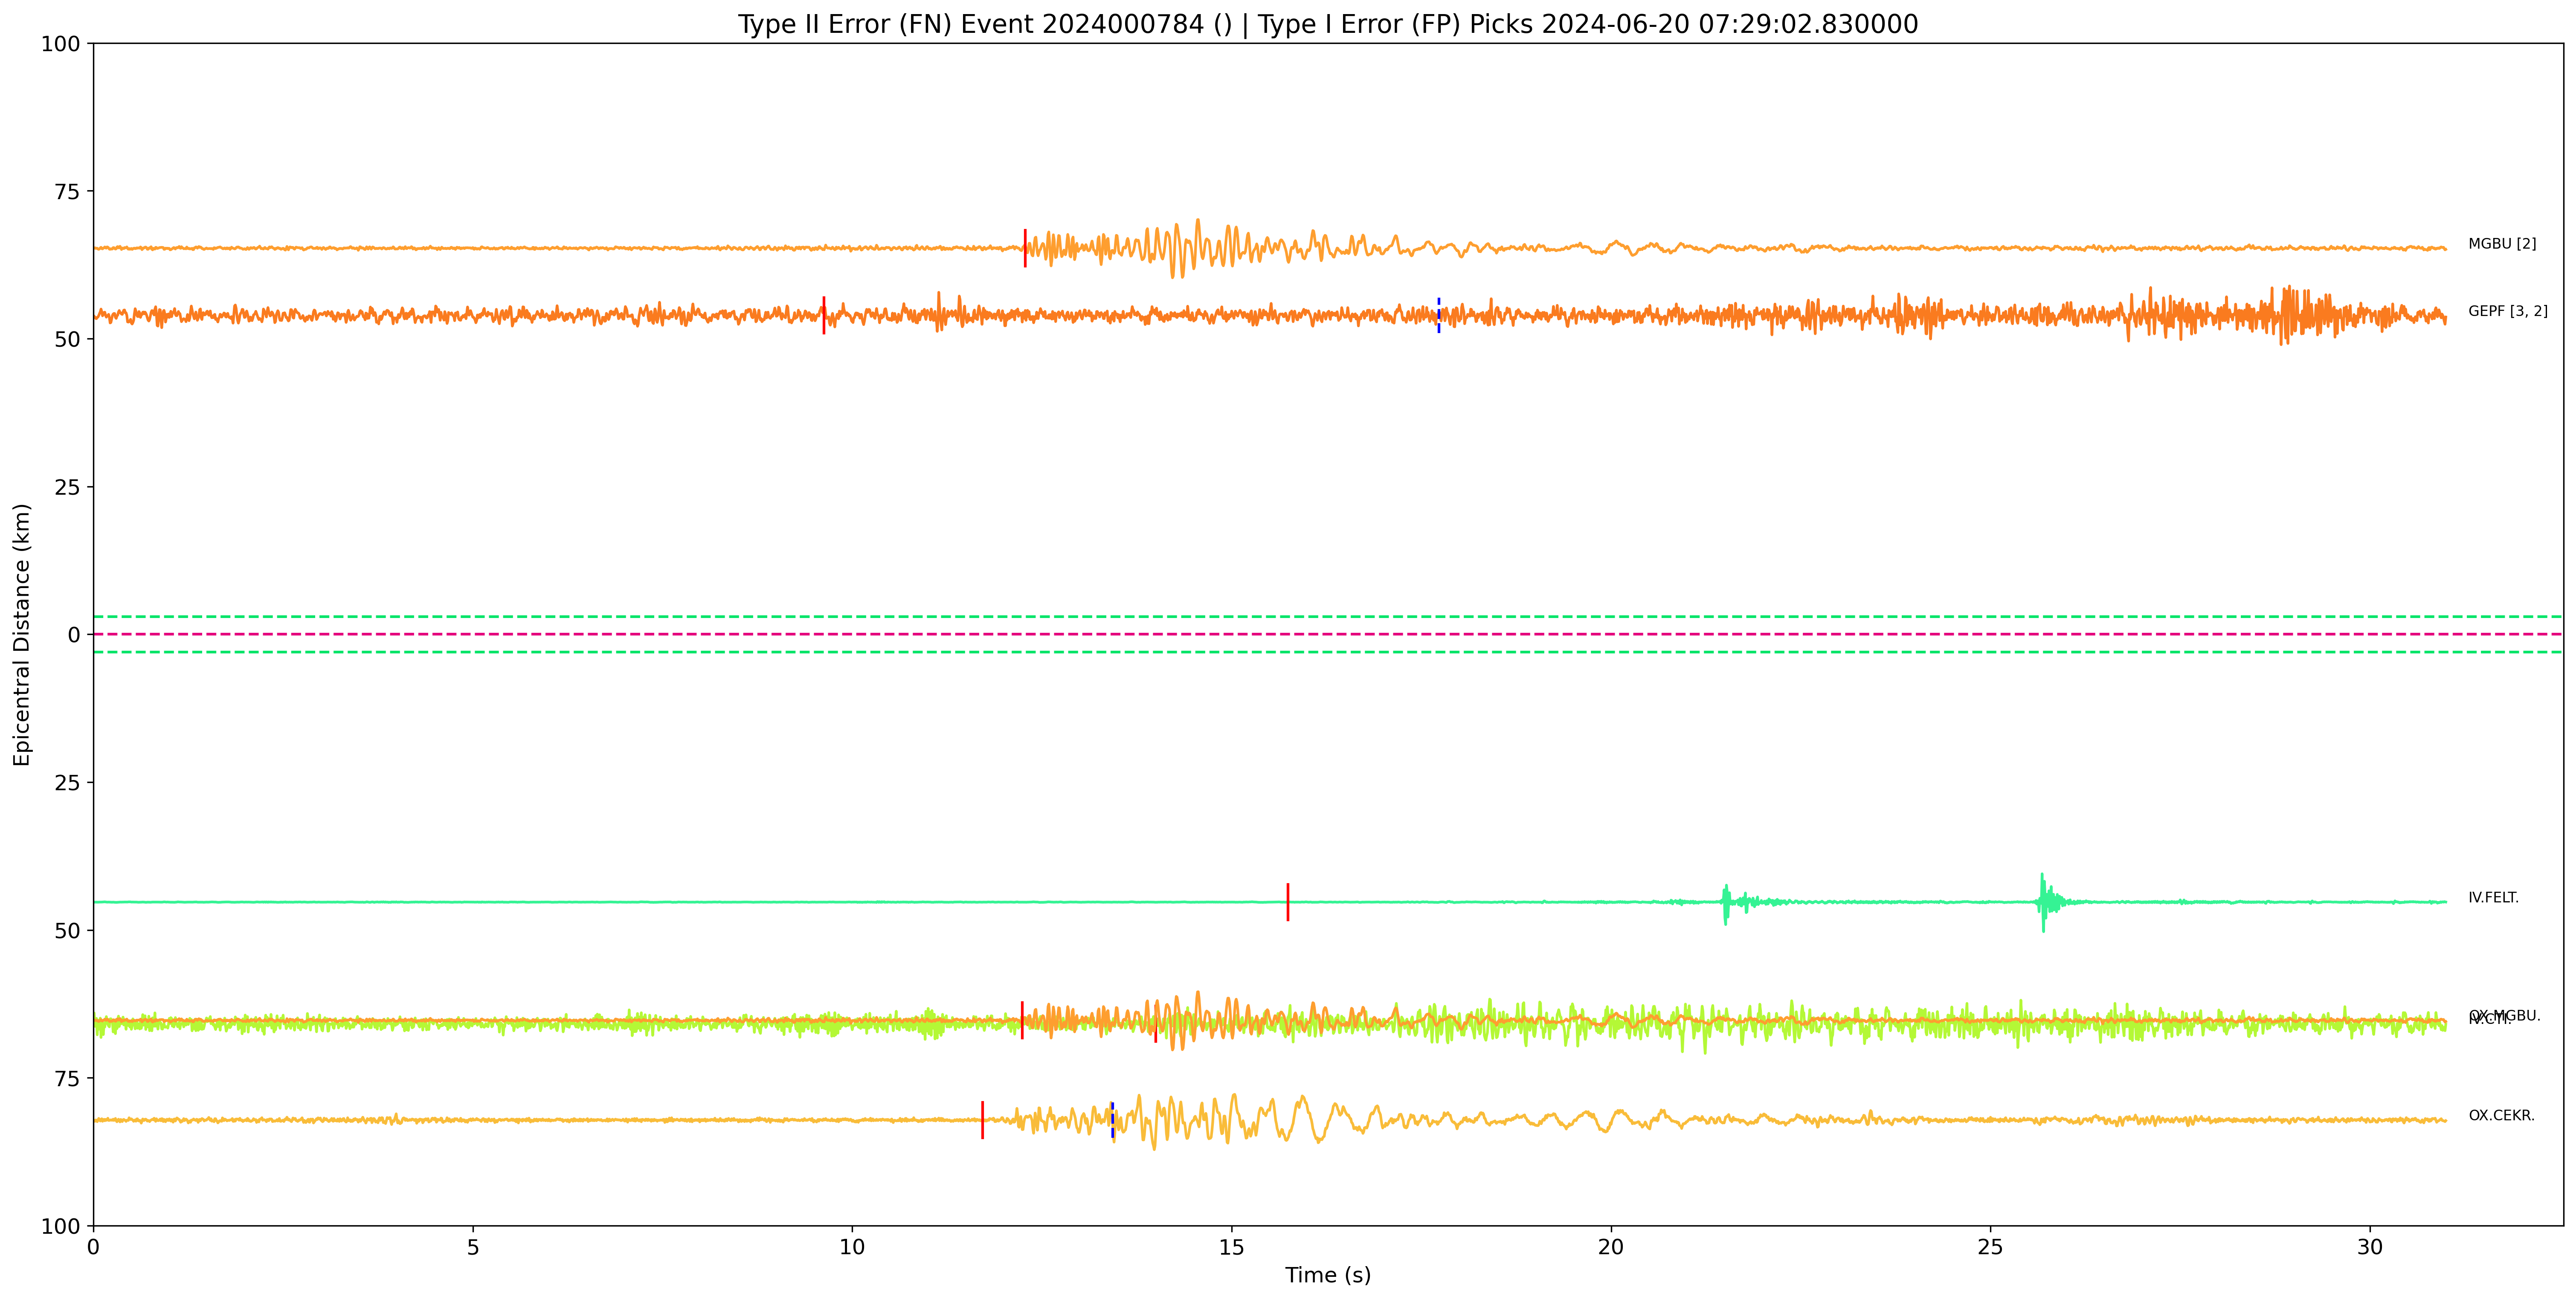 Type II Error (FN) Event 2024000784 () | Type I Error (FP) Picks 2024-06-20 07:29:02.830000
100
75
50
25
0
25
50
75
100
Epicentral Distance (km)
MGBU [2]
GEPF [3, 2]
IV.FELT.
OX.MGBU.
OX.CEKR.
0
5
10
15
20
25
30
Time (s)